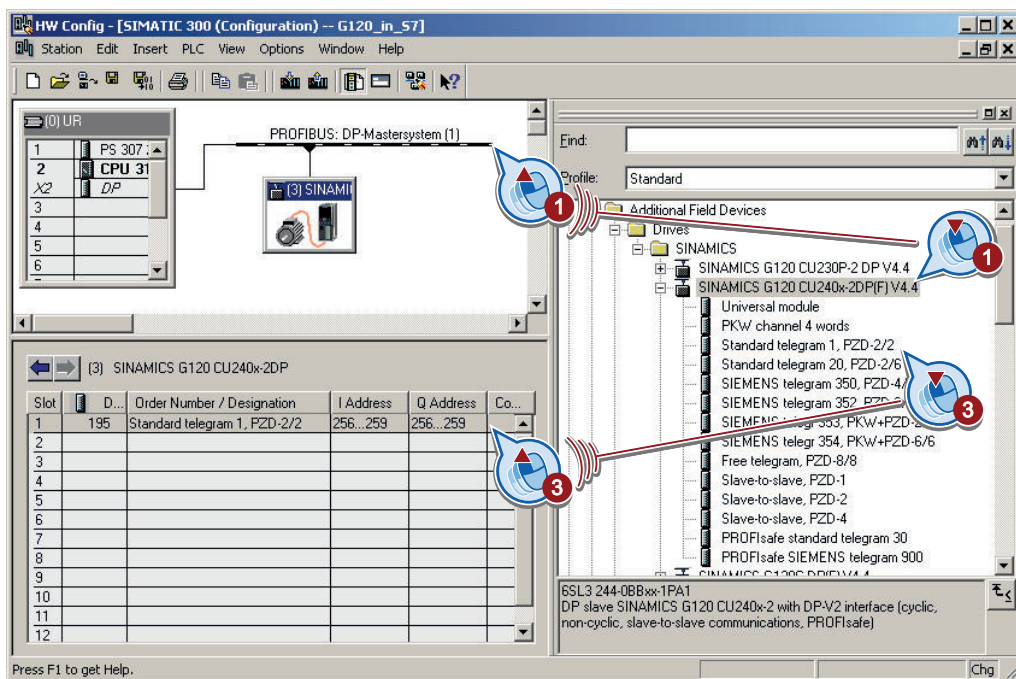 HW Config - [SIMATIC 300 (Configuration) -- G120_in_S7]
Station Edit Insert PLC View Options Window Help
(0) UR
1 PS 307
2 CPU 31
X2 DP
3
4
5
6
PROFIBUS: DP-Mastersystem (1)
(3) SINAMI
1
Find:
Profile: Standard
Additional Field Devices
Drives
SINAMICS
SINAMICS G120 CU230P-2 DP V4.4
SINAMICS G120 CU240x-2DP(F) V4.4
1
Universal module
PKW channel 4 words
Standard telegram 1, PZD-2/2
Standard telegram 20, PZD-2/6
SIEMENS telegram 350, PZD-4/
SIEMENS telegram 352, PZD-
SIEMENS telegr 353, PKW+PZD-2
SIEMENS telegr 354, PKW+PZD-6/6
3
Free telegram, PZD-8/8
Slave-to-slave, PZD-1
Slave-to-slave, PZD-2
Slave-to-slave, PZD-4
PROFIsafe standard telegram 30
PROFIsafe SIEMENS telegram 900
6SL3 244-0BBxx-1PA1
DP slave SINAMICS G120 CU240x-2 with DP-V2 interface (cyclic,
non-cyclic, slave-to-slave communications, PROFIsafe)
(3) SINAMICS G120 CU240x-2DP
Slot D... Order Number / Designation I Address Q Address Co...
1 195 Standard telegram 1, PZD-2/2 256...259 256...259
2
3
3
4
5
6
7
8
9
10
11
12
Press F1 to get Help.
Chg